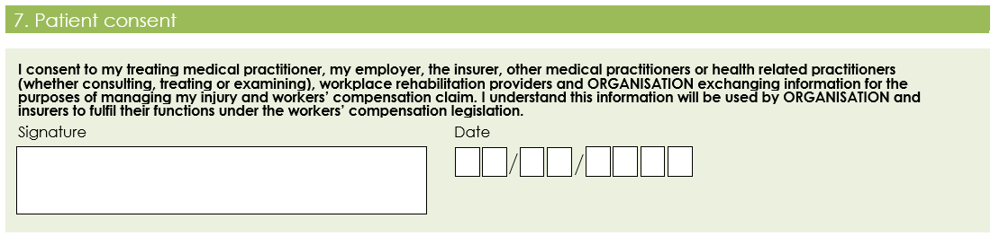 7. Patient consent
I consent to my treating medical practitioner, my employer, the insurer, other medical practitioners or health related practitioners
(whether consulting, treating or examining), workplace rehabilitation providers and ORGANISATION exchanging information for the
purposes of managing my injury and workers' compensation claim. I understand this information will be used by ORGANISATION and
insurers to fulfil their functions under the workers' compensation legislation.
Signature
Date
/ /